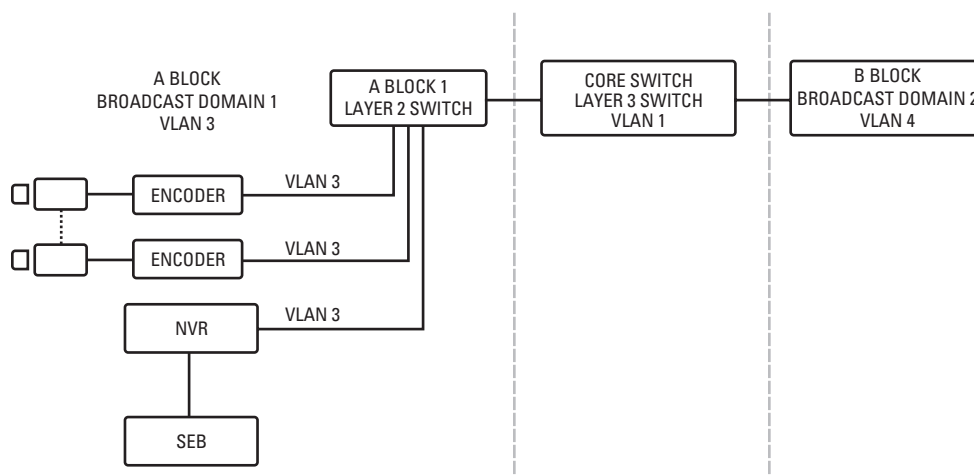 A BLOCK
BROADCAST DOMAIN 1
VLAN 3
A BLOCK 1
LAYER 2 SWITCH
CORE SWITCH
LAYER 3 SWITCH
VLAN 1
B BLOCK
BROADCAST DOMAIN 2
VLAN 4
ENCODER
VLAN 3
ENCODER
VLAN 3
NVR
VLAN 3
SEB